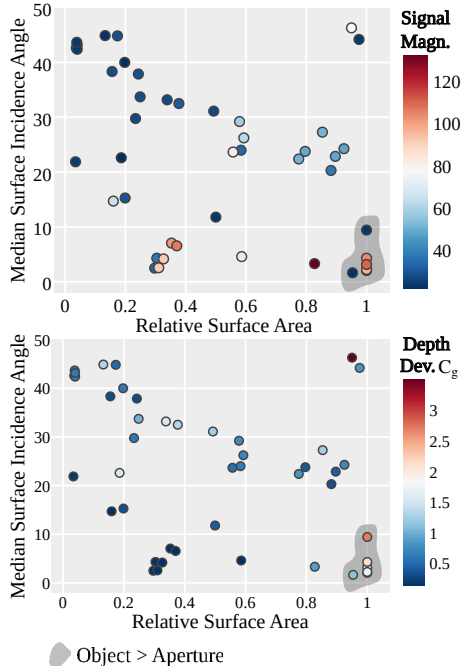 Signal
Magn.
Median Surface Incidence Angle
50
40
30
20
10
0
0 0.2 0.4 0.6 0.8 1
Relative Surface Area
120
100
80
60
40
Depth
Dev. Cg
Median Surface Incidence Angle
50
40
30
20
10
0
0 0.2 0.4 0.6 0.8 1
Relative Surface Area
3
2.5
2
1.5
1
0.5
Object > Aperture